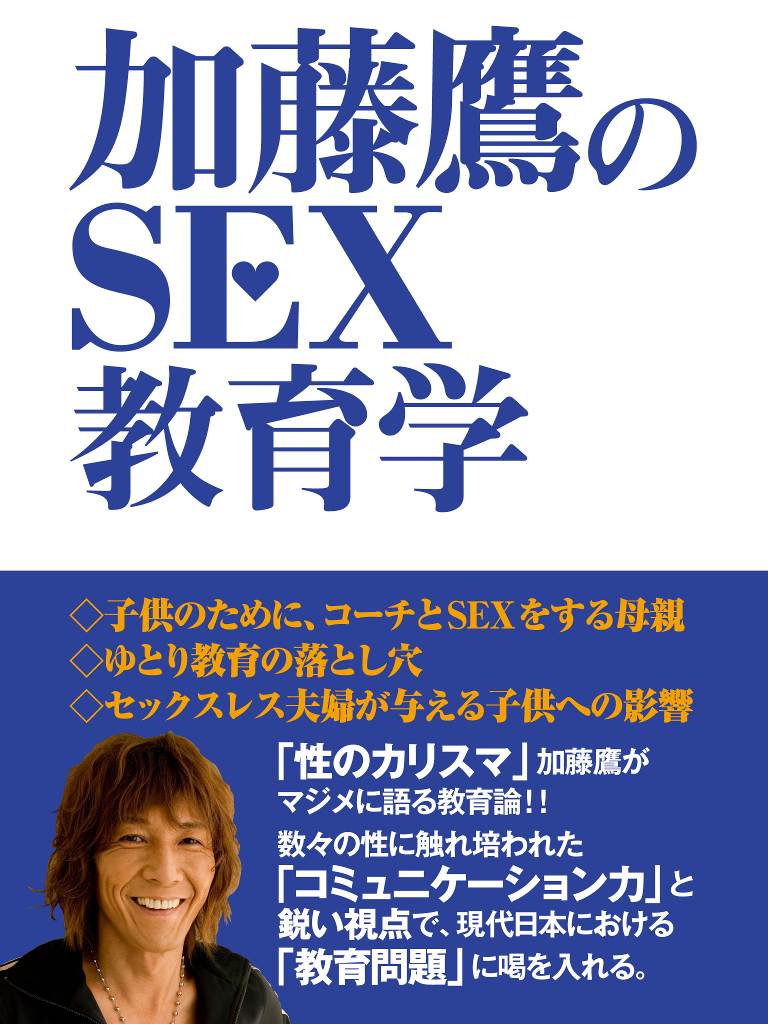 加藤鷹の
SEX
教育学
◇子供のために、コーチとSEXをする母親
◇ゆとり教育の落とし穴
◇セックスレス夫婦が与える子供への影響
「性のカリスマ」加藤鷹が
マジメに語る教育論!!
数々の性に触れ培われた
「コミュニケーション力」と
鋭い視点で、現代日本における
「教育問題」に喝を入れる。